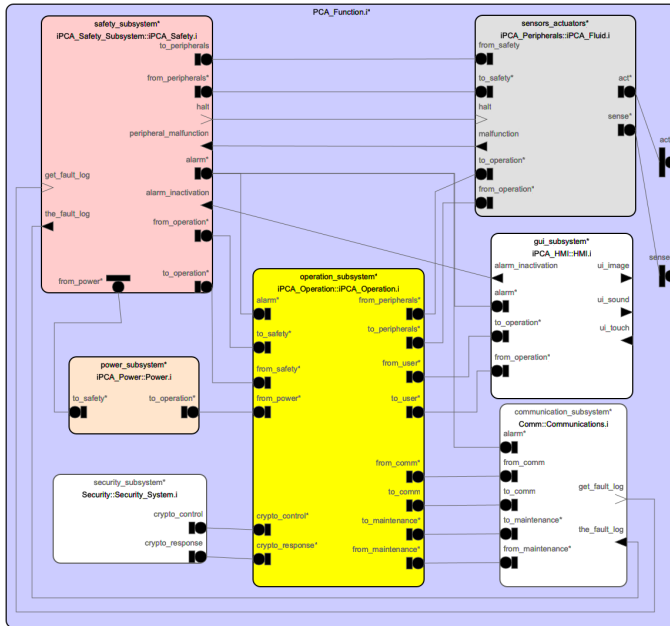 PCA_Function.i*
safety_subsystem*
iPCA_Safety_Subsystem::iPCA_Safety.i
to_peripherals
from_peripherals*
halt
peripheral_malfunction
alarm*
get_fault_log
alarm_inactivation
the_fault_log
from_operation*
from_power*
to_operation*
sensors_actuators*
iPCA_Peripherals::iPCA_Fluid.i
from_safety
to_safety*
act*
halt
sense*
malfunction
to_operation*
from_operation*
act
sense
gui_subsystem*
iPCA_HMI::HMI.i
alarm_inactivation
ui_image
alarm*
ui_sound
to_operation*
ui_touch
from_operation*
operation_subsystem*
iPCA_Operation::iPCA_Operation.i
alarm*
from_peripherals*
to_safety*
to_peripherals*
from_safety*
from_user*
from_power*
to_user*
from_comm*
to_comm
crypto_control*
to_maintenance*
crypto_response*
from_maintenance*
power_subsystem*
iPCA_Power::Power.i
to_safety*
to_operation*
security_subsystem*
Security::Security_System.i
crypto_control
crypto_response
communication_subsystem*
Comm::Communications.i
alarm*
from_comm
get_fault_log
to_comm
to_maintenance*
the_fault_log
from_maintenance*